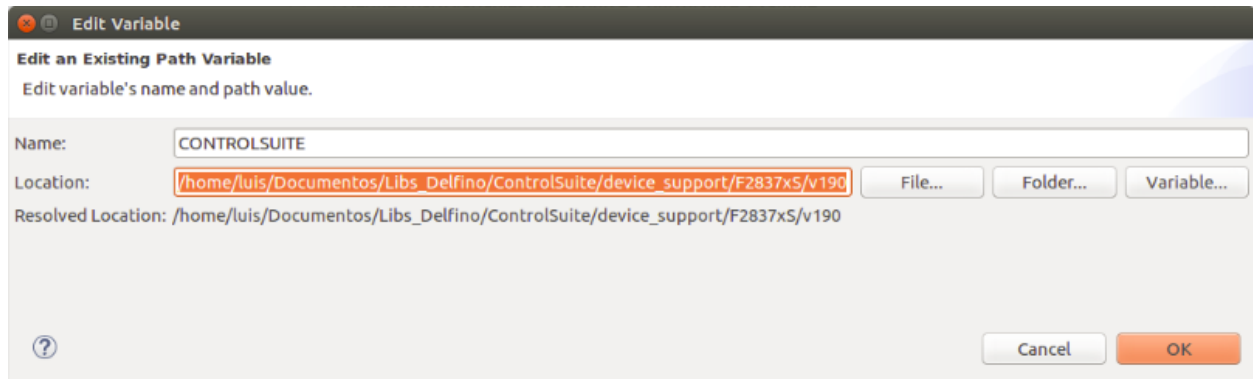 Edit Variable
Edit an Existing Path Variable
Edit variable's name and path value.
Name: CONTROLSUITE
Location: /home/luis/Documentos/Libs_Delfino/ControlSuite/device_support/F2837xS/v190 File... Folder... Variable...
Resolved Location: /home/luis/Documentos/Libs_Delfino/ControlSuite/device_support/F2837xS/v190
? Cancel OK